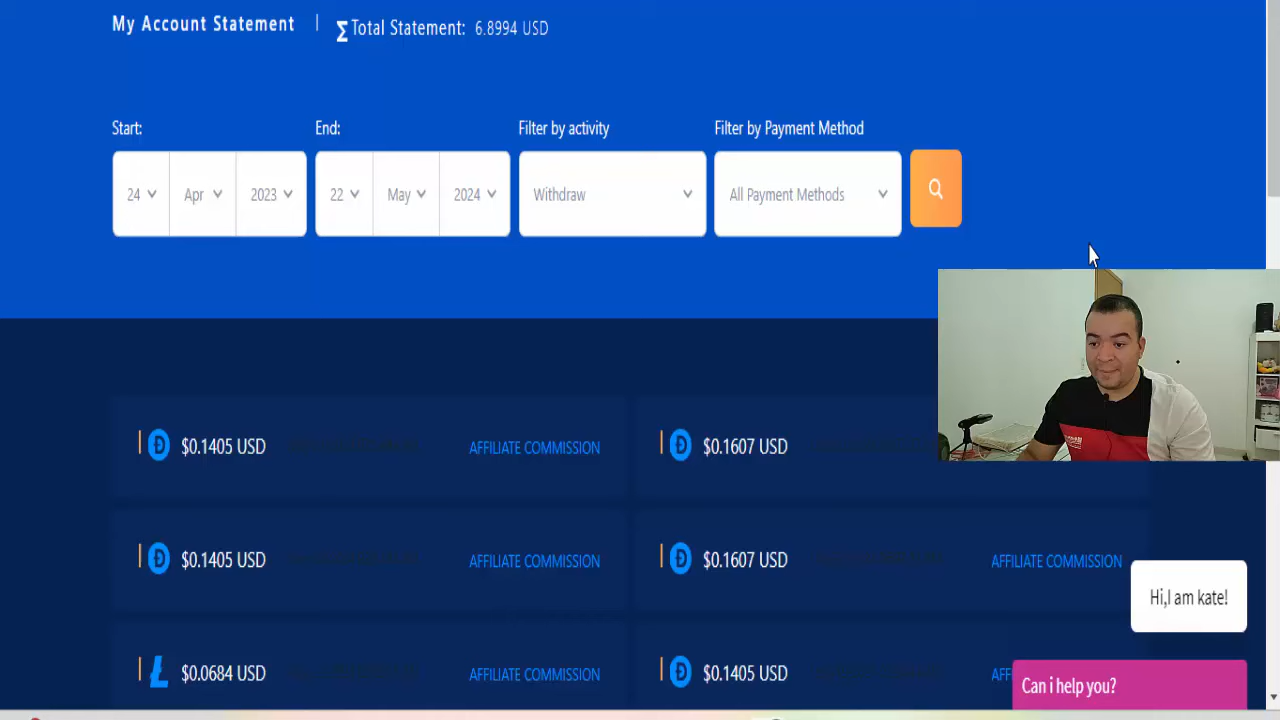 My Account Statement | ∑ Total Statement: 6.8994 USD
Start: End: Filter by activity Filter by Payment Method
24 Apr 2023 22 May 2024 Withdraw All Payment Methods
$0.1405 USD AFFILIATE COMMISSION $0.1607 USD
$0.1405 USD AFFILIATE COMMISSION $0.1607 USD AFFILIATE COMMISSION
Hi,I am kate!
$0.0684 USD AFFILIATE COMMISSION $0.1405 USD
Can i help you?